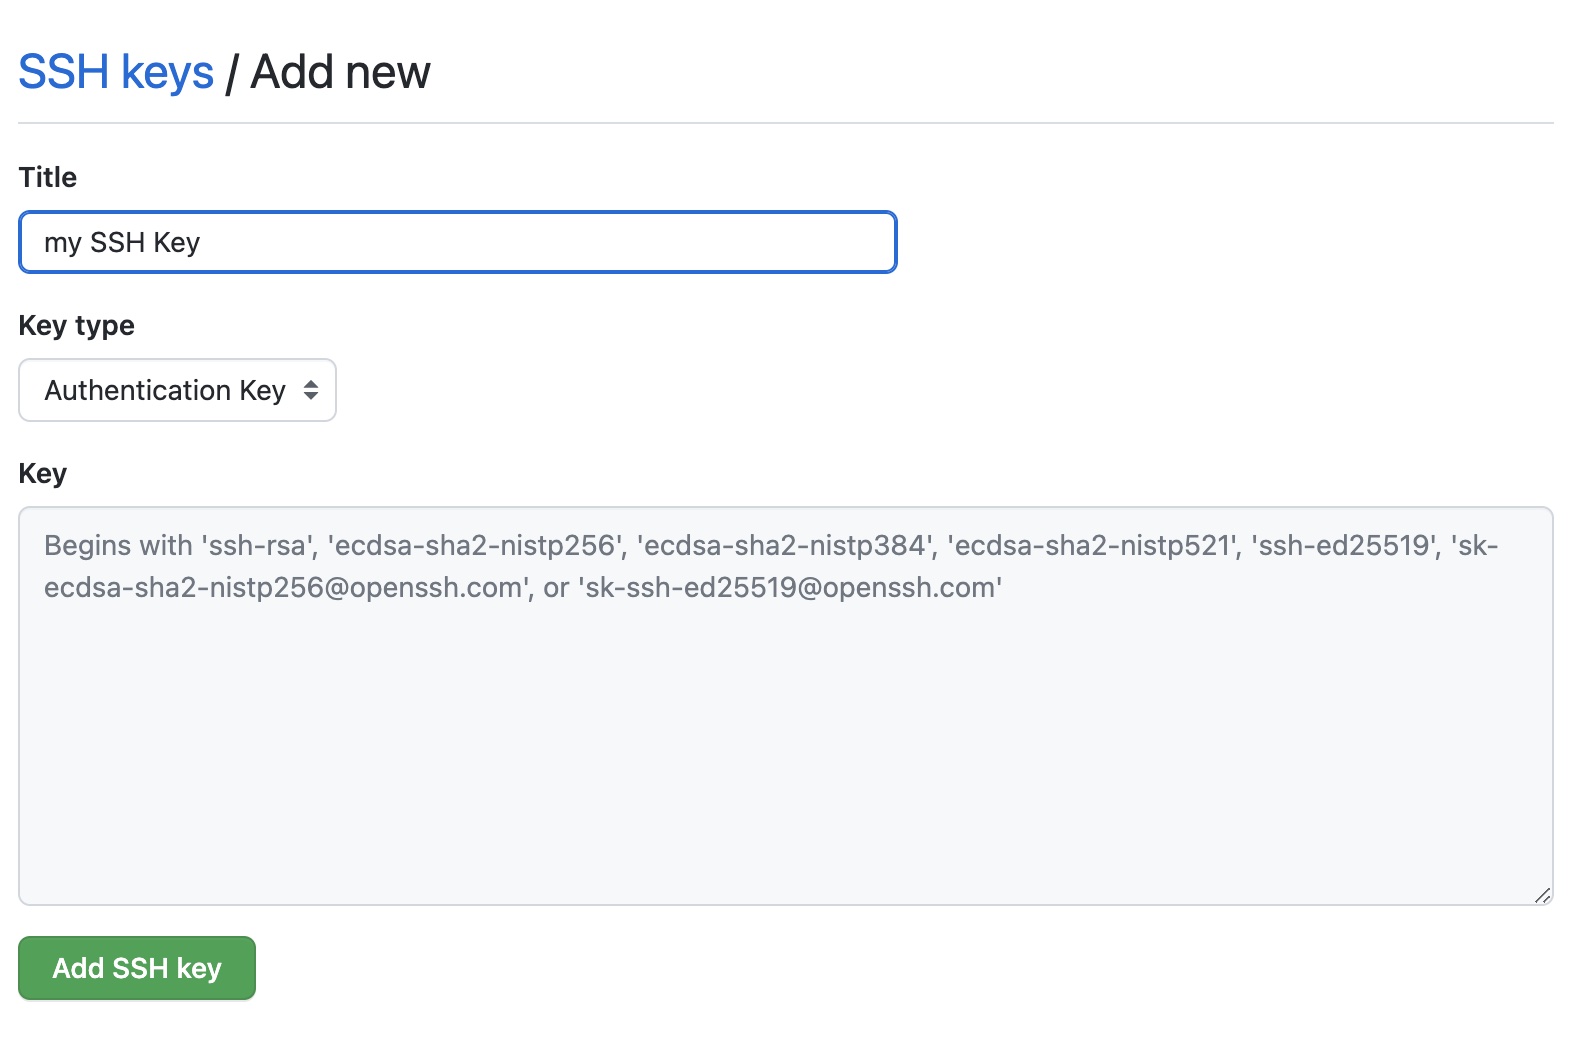 SSH keys / Add new
Title
my SSH Key
Key type
Authentication Key
Key
Begins with 'ssh-rsa', 'ecdsa-sha2-nistp256', 'ecdsa-sha2-nistp384', 'ecdsa-sha2-nistp521', 'ssh-ed25519', 'sk-
ecdsa-sha2-nistp256@openssh.com', or 'sk-ssh-ed25519@openssh.com'
Add SSH key